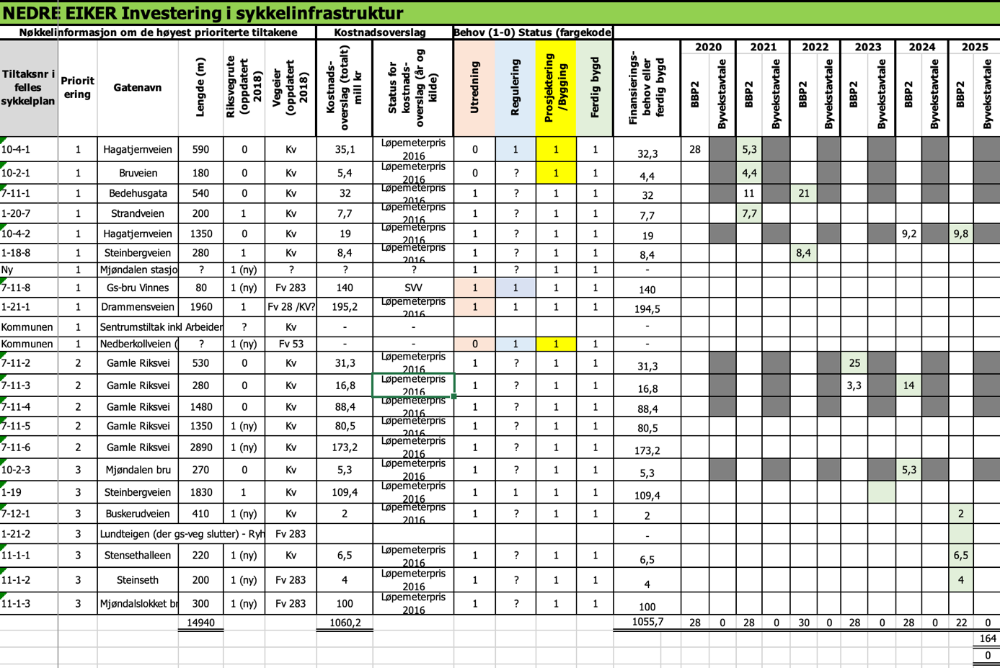 NEDRE EIKER Investering i sykkelinfrastruktur
Nøkkelinformasjon om de høyest prioriterte tiltakene Kostnadsoverslag Behov (1-0) Status (fargekode
Tiltaksnr i felles sykkelplan Priorit ering Gatenavn Lengde (m) Riksvegrute (oppdatert 2018) Vegeier (oppdatert 2018) Kostnads- overslag (totalt) mill kr Status for kostnads- overslag (år og kilde) Utredning Regulering Prosjektering /Bygging Ferdig bygd Finansierings- behov eller ferdig bygd 2020 2021 2022 2023 2024 2025
BBP2 Byvekstavtale BBP2 Byvekstavtale BBP2 Byvekstavtale BBP2 Byvekstavtale BBP2 Byvekstavtale BBP2 Byvekstavtale
10-4-1 1 Hagatjernveien 590 0 Kv 35,1 Løpemeterpris 2016 0 1 1 1 32,3 28 5,3
10-2-1 1 Bruveien 180 0 Kv 5,4 Løpemeterpris 2016 0 ? 1 1 4,4 4,4
7-11-1 1 Bedehusgata 540 0 Kv 32 Løpemeterpris 2016 1 ? 1 1 32 11 21
1-20-7 1 Strandveien 200 1 Kv 7,7 Løpemeterpris 2016 1 ? 1 1 7,7 7,7
10-4-2 1 Hagatjernveien 1350 0 Kv 19 Løpemeterpris 2016 1 ? 1 1 19 9,2 9,8
1-18-8 1 Steinbergveien 280 1 Kv 8,4 Løpemeterpris 2016 1 ? 1 1 8,4 8,4
Ny 1 Mjøndalen stasjo ? 1 (ny) ? ? ? 1 ? 1 1 -
7-11-8 1 Gs-bru Vinnes 80 1 (ny) Fv 283 140 SVV 1 1 1 1 140
1-21-1 1 Drammensveien 1960 1 Fv 28 /KV? 195,2 Løpemeterpris 2016 1 1 1 1 194,5
Kommunen 1 Sentrumstiltak inkl Arbeider ? Kv - - -
Kommunen 1 Nedberkollveien ( ? 1 (ny) Fv 53 - - 0 1 1 1 -
7-11-2 2 Gamle Riksvei 530 0 Kv 31,3 Løpemeterpris 2016 1 ? 1 1 31,3 25
7-11-3 2 Gamle Riksvei 280 0 Kv 16,8 Løpemeterpris 2016 1 ? 1 1 16,8 3,3 14
7-11-4 2 Gamle Riksvei 1480 0 Kv 88,4 Løpemeterpris 2016 1 ? 1 1 88,4
7-11-5 2 Gamle Riksvei 1350 1 (ny) Kv 80,5 Løpemeterpris 2016 1 ? 1 1 80,5
7-11-6 2 Gamle Riksvei 2890 1 (ny) Kv 173,2 Løpemeterpris 2016 1 ? 1 1 173,2
10-2-3 3 Mjøndalen bru 270 0 Kv 5,3 Løpemeterpris 2016 1 ? 1 1 5,3 5,3
1-19 3 Steinbergveien 1830 1 Kv 109,4 Løpemeterpris 2016 1 1 1 1 109,4
7-12-1 3 Buskerudveien 410 1 (ny) Kv 2 Løpemeterpris 2016 1 ? 1 1 2 2
1-21-2 3 Lundteigen (der gs-veg slutter) - Ryh Fv 283 -
11-1-1 3 Stensethalleen 220 1 (ny) Kv 6,5 Løpemeterpris 2016 1 ? 1 1 6,5 6,5
11-1-2 3 Steinseth 200 1 (ny) Fv 283 4 Løpemeterpris 2016 1 ? 1 1 4 4
11-1-3 3 Mjøndalslokket br 300 1 (ny) Fv 283 100 Løpemeterpris 2016 1 ? 1 1 100
14940 1060,2 1055,7 28 0 28 0 30 0 28 0 28 0 22 0
164
0